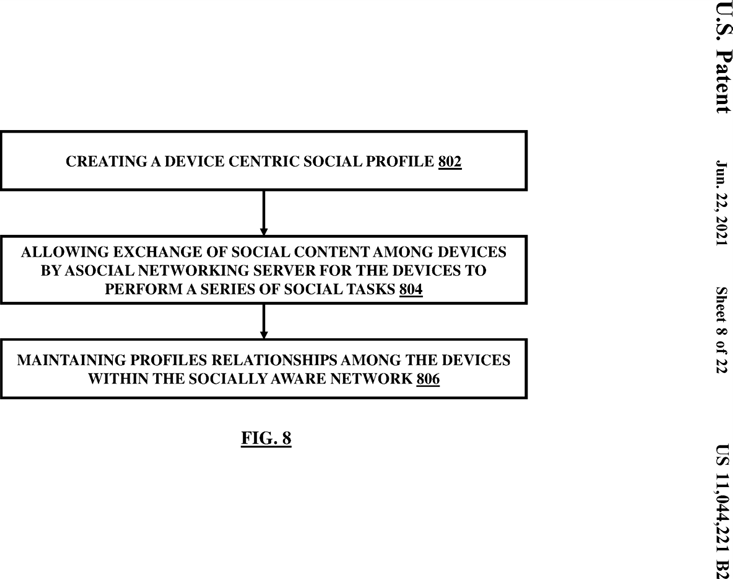 U.S. Patent
Jun. 22, 2021
Sheet 8 of 22
US 11,044,221 B2
CREATING A DEVICE CENTRIC SOCIAL PROFILE 802
ALLOWING EXCHANGE OF SOCIAL CONTENT AMONG DEVICES
BY ASOCIAL NETWORKING SERVER FOR THE DEVICES TO
PERFORM A SERIES OF SOCIAL TASKS 804
MAINTAINING PROFILES RELATIONSHIPS AMONG THE DEVICES
WITHIN THE SOCIALLY AWARE NETWORK 806
FIG. 8